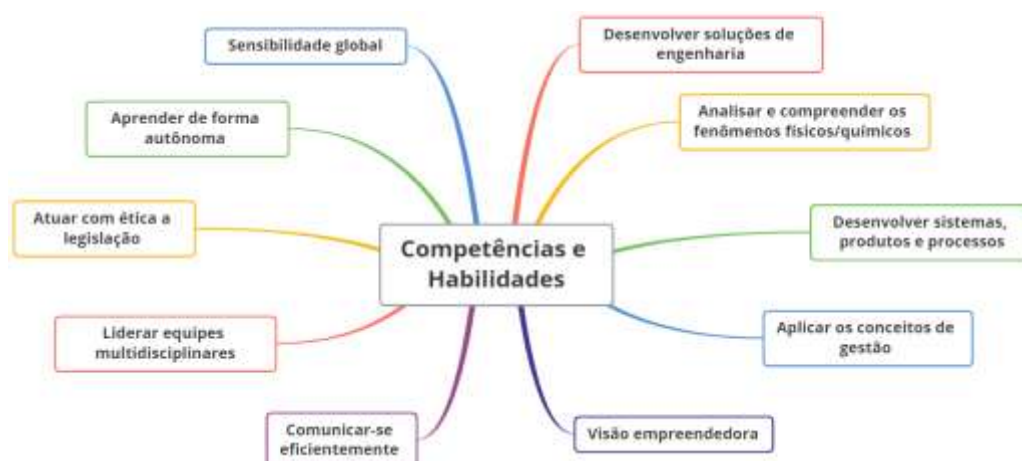 Sensibilidade global
Desenvolver soluções de
engenharia
Aprender de forma
autônoma
Analisar e compreender os
fenômenos físicos/químicos
Atuar com ética a
legislação
Competências e
Habilidades
Desenvolver sistemas,
produtos e processos
Liderar equipes
multidisciplinares
Aplicar os conceitos de
gestão
Comunicar-se
eficientemente
Visão empreendedora